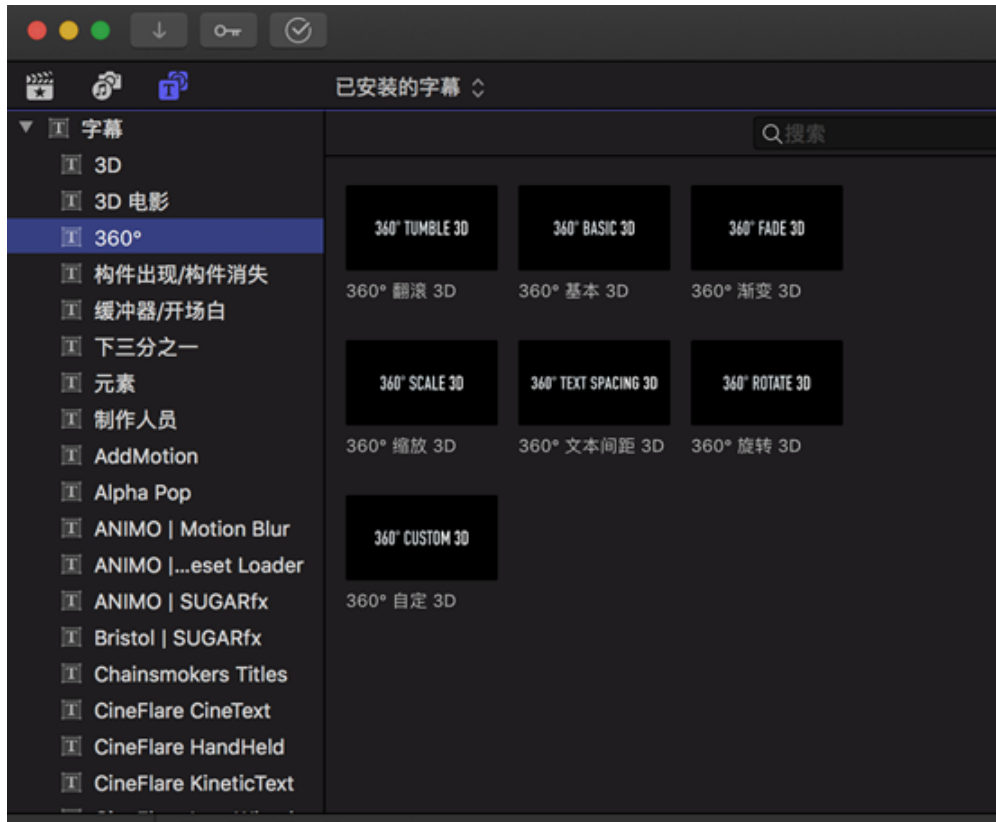 已安装的字幕
字幕
搜索
3D
3D 电影
360°
构件出现/构件消失
缓冲器/开场白
下三分之一
元素
制作人员
AddMotion
Alpha Pop
ANIMO | Motion Blur
ANIMO |...eset Loader
ANIMO | SUGARfx
Bristol | SUGARfx
Chainsmokers Titles
CineFlare CineText
CineFlare HandHeld
CineFlare KineticText
360° TUMBLE 3D
360° BASIC 3D
360° FADE 3D
360° 翻滚 3D
360° 基本 3D
360° 渐变 3D
360° SCALE 3D
360° TEXT SPACING 3D
360° ROTATE 3D
360° 缩放 3D
360° 文本间距 3D
360° 旋转 3D
360° CUSTOM 3D
360° 自定 3D